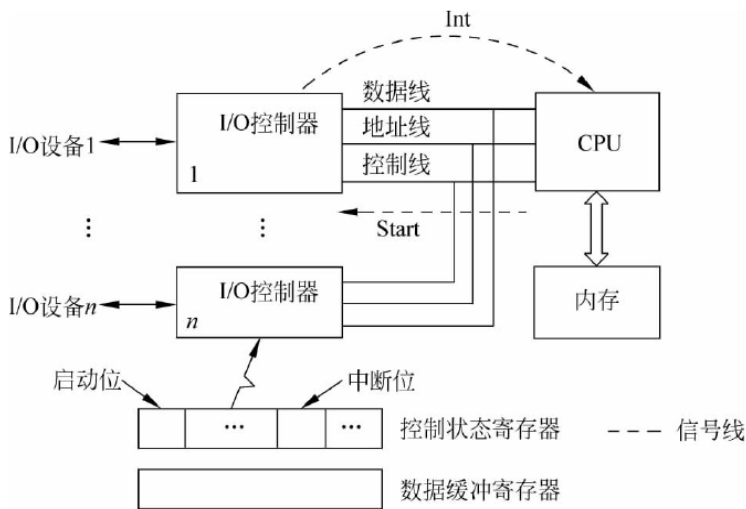 Int
数据线
I/O控制器
地址线
CPU
I/O设备1
控制线
1
⋮
⋮
Start
I/O控制器
内存
I/O设备n
n
启动位
中断位
...
...
控制状态寄存器
信号线
数据缓冲寄存器